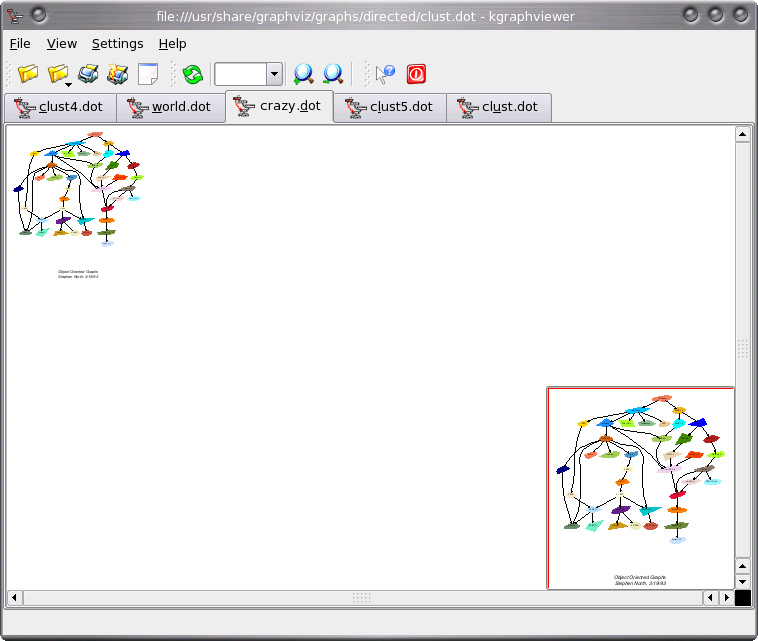 file:///usr/share/graphviz/graphs/directed/clust.dot - kgraphviewer
File View Settings Help
clust4.dot world.dot crazy.dot clust5.dot clust.dot
Object Oriented Graphs
Stephen North, 3/19/93
Object Oriented Graphs
Stephen North, 3/19/93